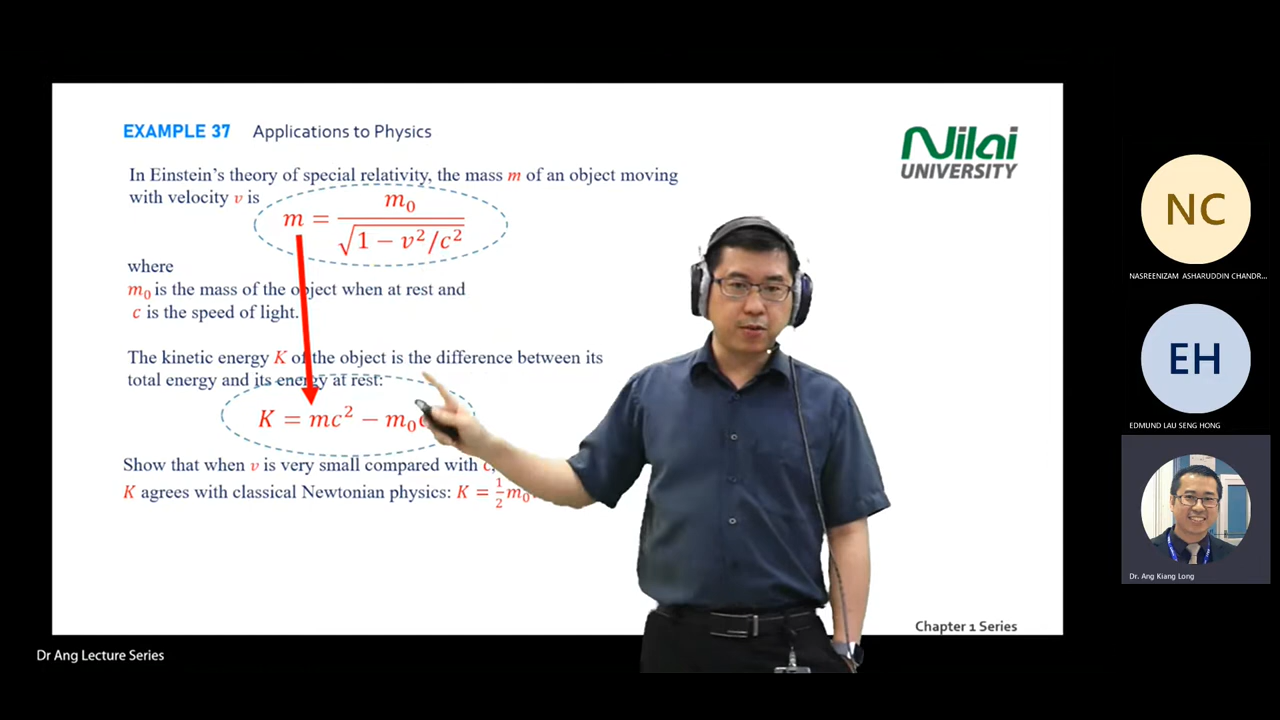 EXAMPLE 37 Applications to Physics
Nilai
UNIVERSITY
In Einstein's theory of special relativity, the mass m of an object moving
with velocity v is
m = m₀ / √(1 − v²/c²)
where
m₀ is the mass of the object when at rest and
c is the speed of light.
The kinetic energy K of the object is the difference between its
total energy and its energy at rest:
K = mc² − m₀
Show that when v is very small compared with c,
K agrees with classical Newtonian physics: K = ½m₀
Chapter 1 Series
Dr Ang Lecture Series
NC
NASREENIZAM ASHARUDDIN CHANDR...
EH
EDMUND LAU SENG HONG
Dr. Ang Kiang Long